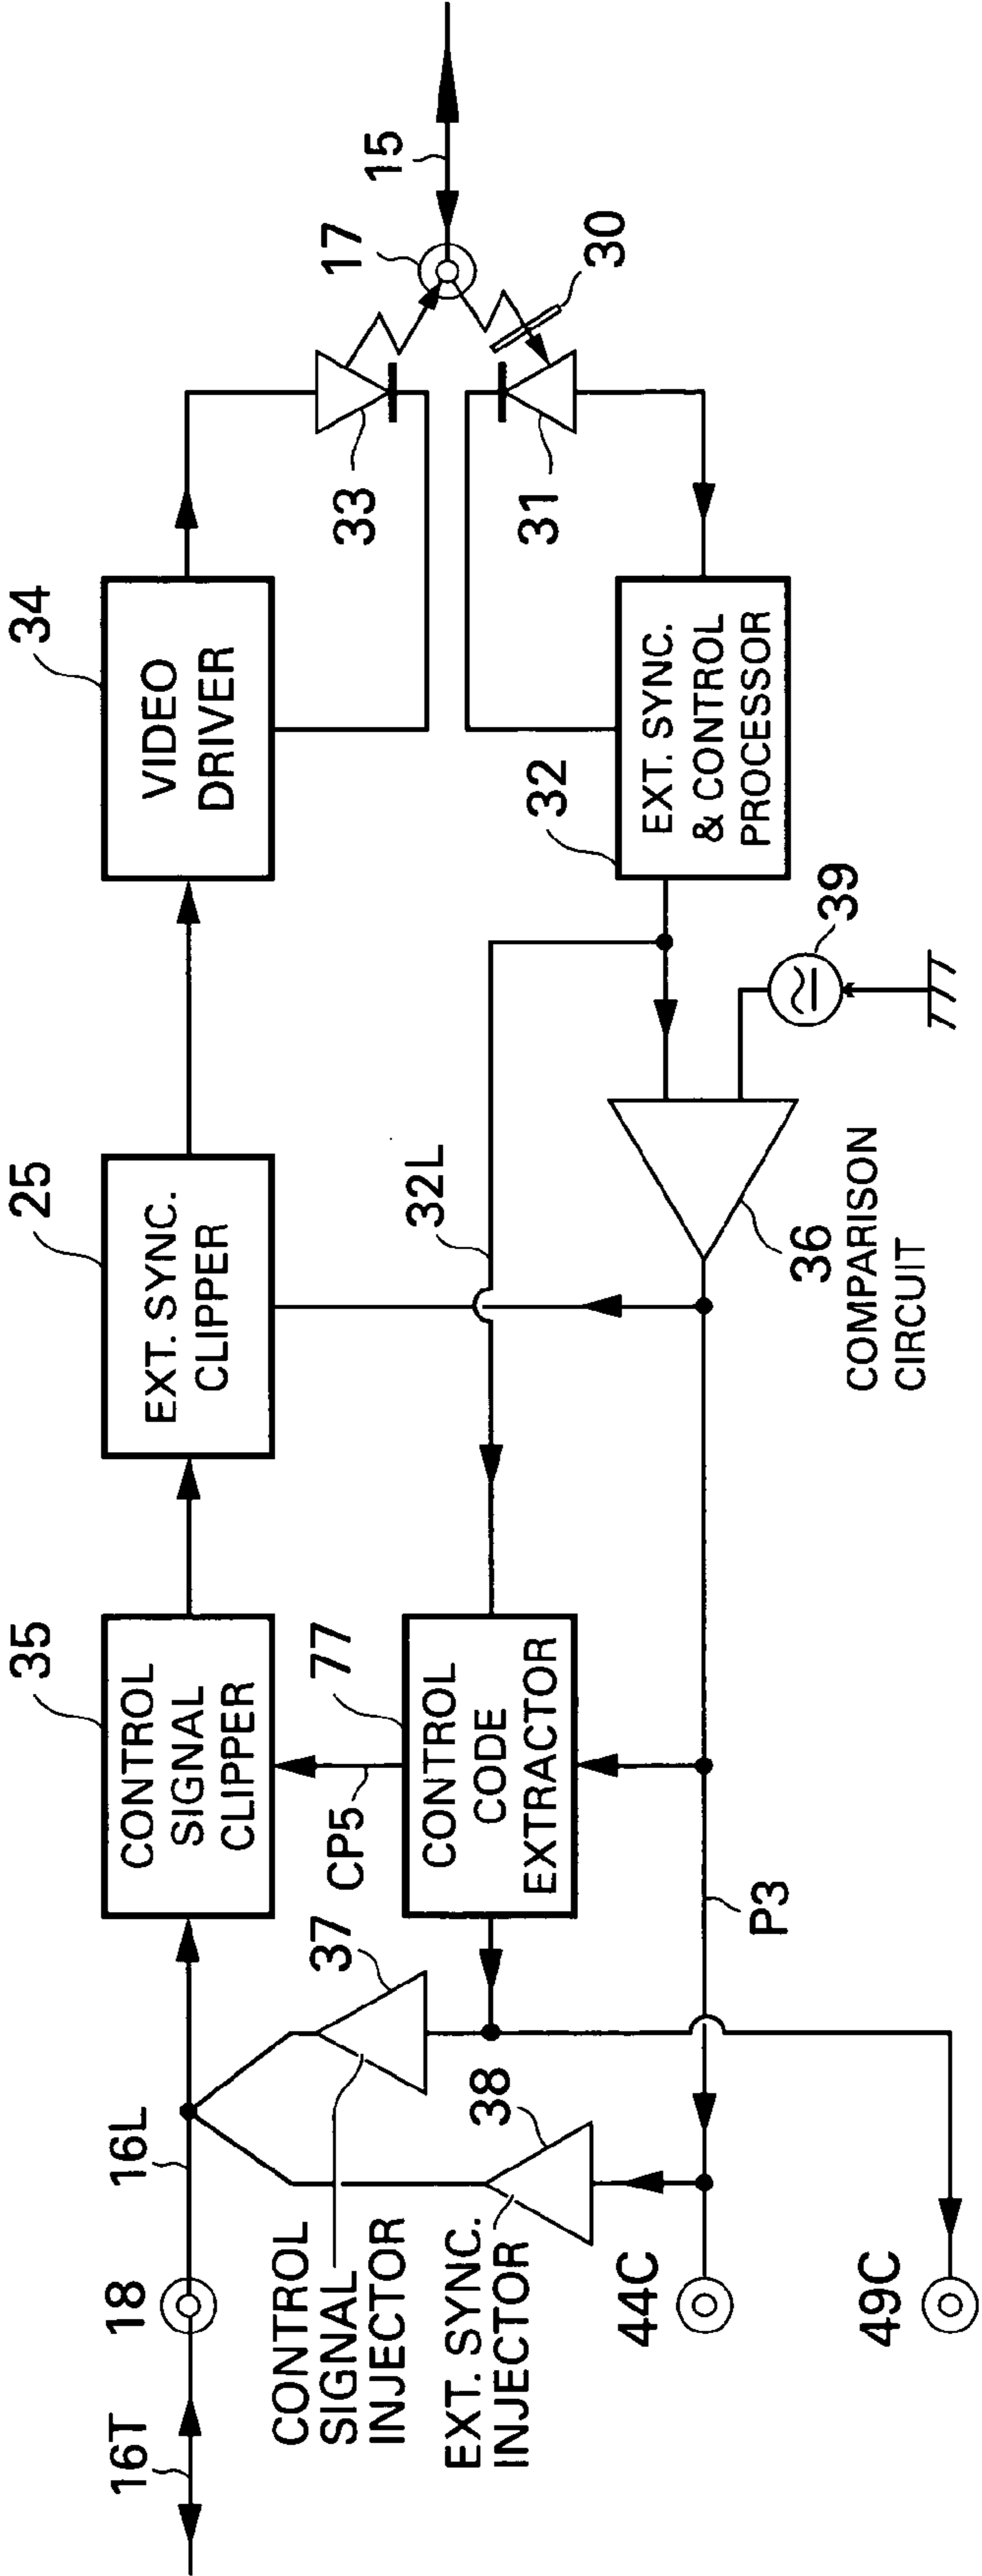 16T
18
16L
35
CONTROL
SIGNAL
CLIPPER
25
EXT. SYNC.
CLIPPER
34
VIDEO
DRIVER
33
17
15
30
31
CONTROL
SIGNAL
INJECTOR
37
CP5
77
CONTROL
CODE
EXTRACTOR
32L
32
EXT. SYNC.
& CONTROL
PROCESSOR
EXT. SYNC.
INJECTOR
38
44C
P3
36
COMPARISON
CIRCUIT
39
49C